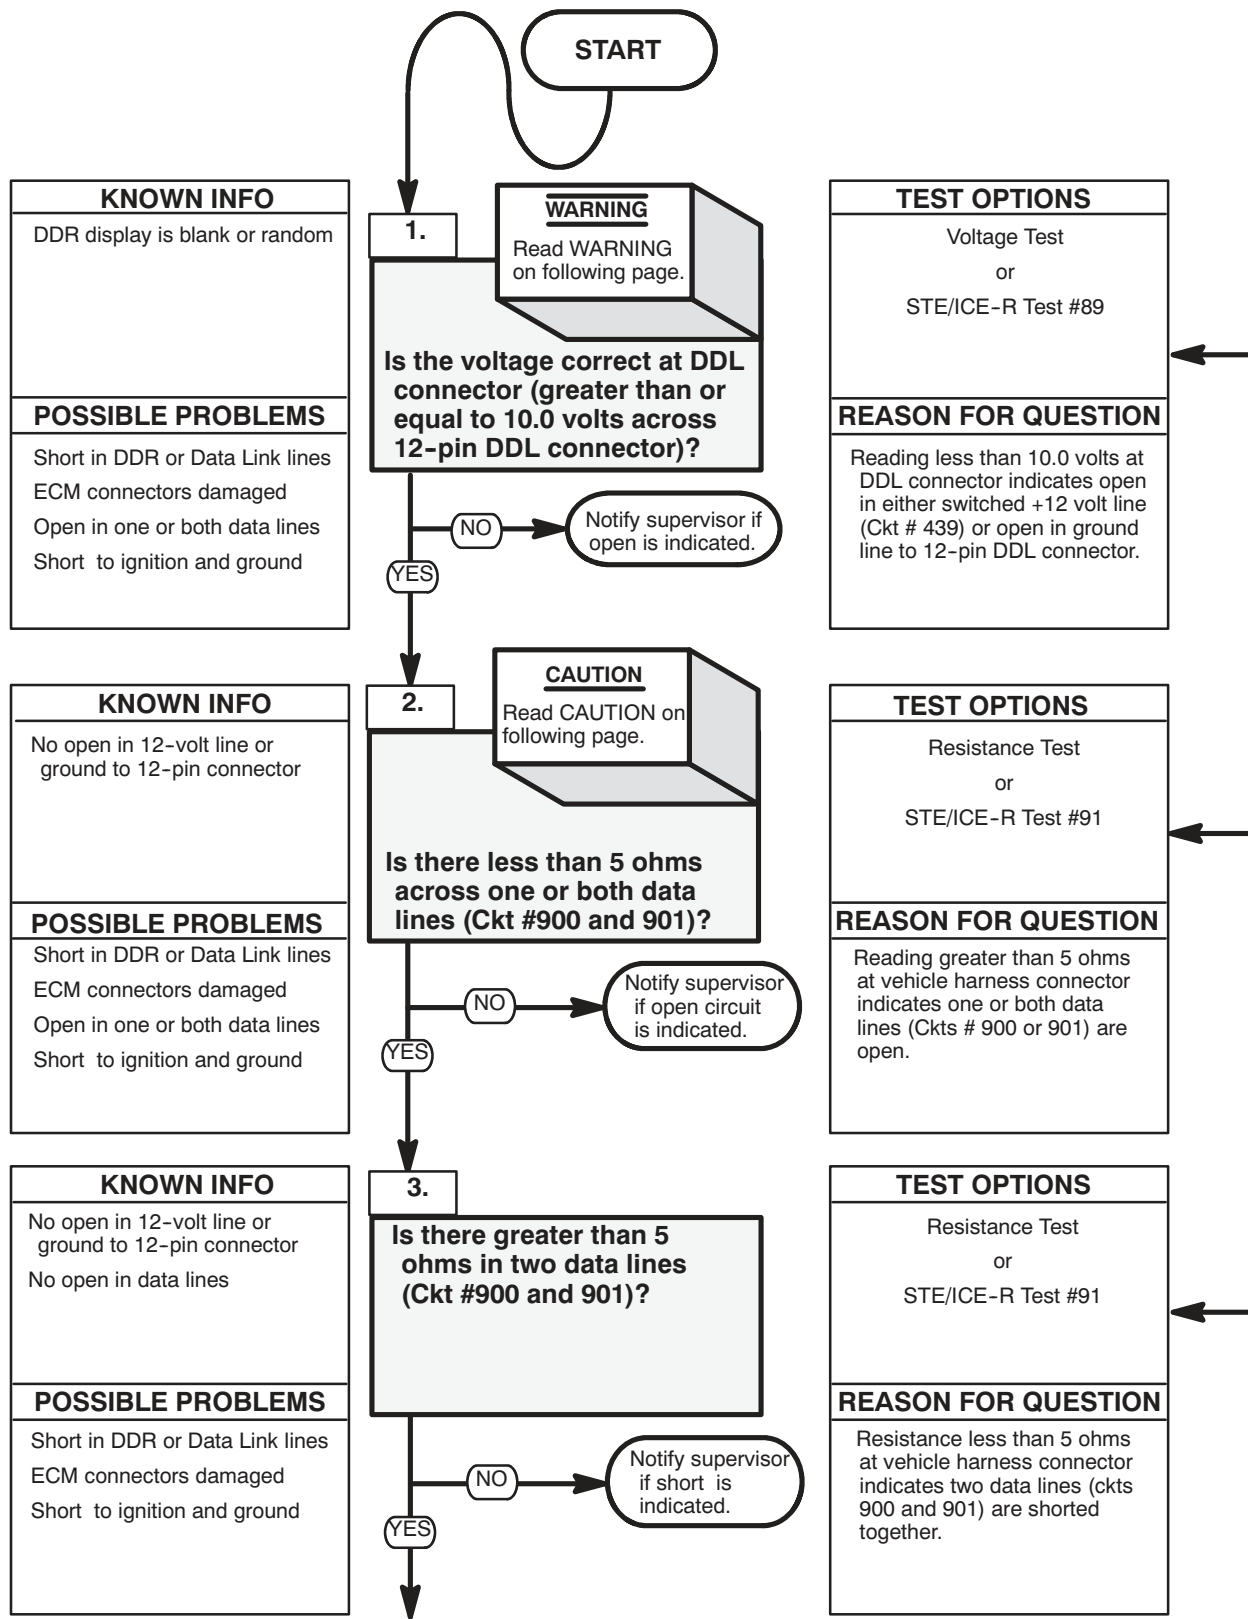 START
KNOWN INFO
DDR display is blank or random
POSSIBLE PROBLEMS
Short in DDR or Data Link lines
ECM connectors damaged
Open in one or both data lines
Short to ignition and ground
1.
WARNING
Read WARNING
on following page.
Is the voltage correct at DDL
connector (greater than or
equal to 10.0 volts across
12-pin DDL connector)?
NO
Notify supervisor if
open is indicated.
YES
TEST OPTIONS
Voltage Test
or
STE/ICE-R Test #89
REASON FOR QUESTION
Reading less than 10.0 volts at
DDL connector indicates open
in either switched +12 volt line
(Ckt # 439) or open in ground
line to 12-pin DDL connector.
KNOWN INFO
No open in 12-volt line or
ground to 12-pin connector
POSSIBLE PROBLEMS
Short in DDR or Data Link lines
ECM connectors damaged
Open in one or both data lines
Short to ignition and ground
2.
CAUTION
Read CAUTION on
following page.
Is there less than 5 ohms
across one or both data
lines (Ckt #900 and 901)?
NO
Notify supervisor
if open circuit
is indicated.
YES
TEST OPTIONS
Resistance Test
or
STE/ICE-R Test #91
REASON FOR QUESTION
Reading greater than 5 ohms
at vehicle harness connector
indicates one or both data
lines (Ckts # 900 or 901) are
open.
KNOWN INFO
No open in 12-volt line or
ground to 12-pin connector
No open in data lines
POSSIBLE PROBLEMS
Short in DDR or Data Link lines
ECM connectors damaged
Short to ignition and ground
3.
Is there greater than 5
ohms in two data lines
(Ckt #900 and 901)?
NO
Notify supervisor
if short is
indicated.
YES
TEST OPTIONS
Resistance Test
or
STE/ICE-R Test #91
REASON FOR QUESTION
Resistance less than 5 ohms
at vehicle harness connector
indicates two data lines (ckts
900 and 901) are shorted
together.